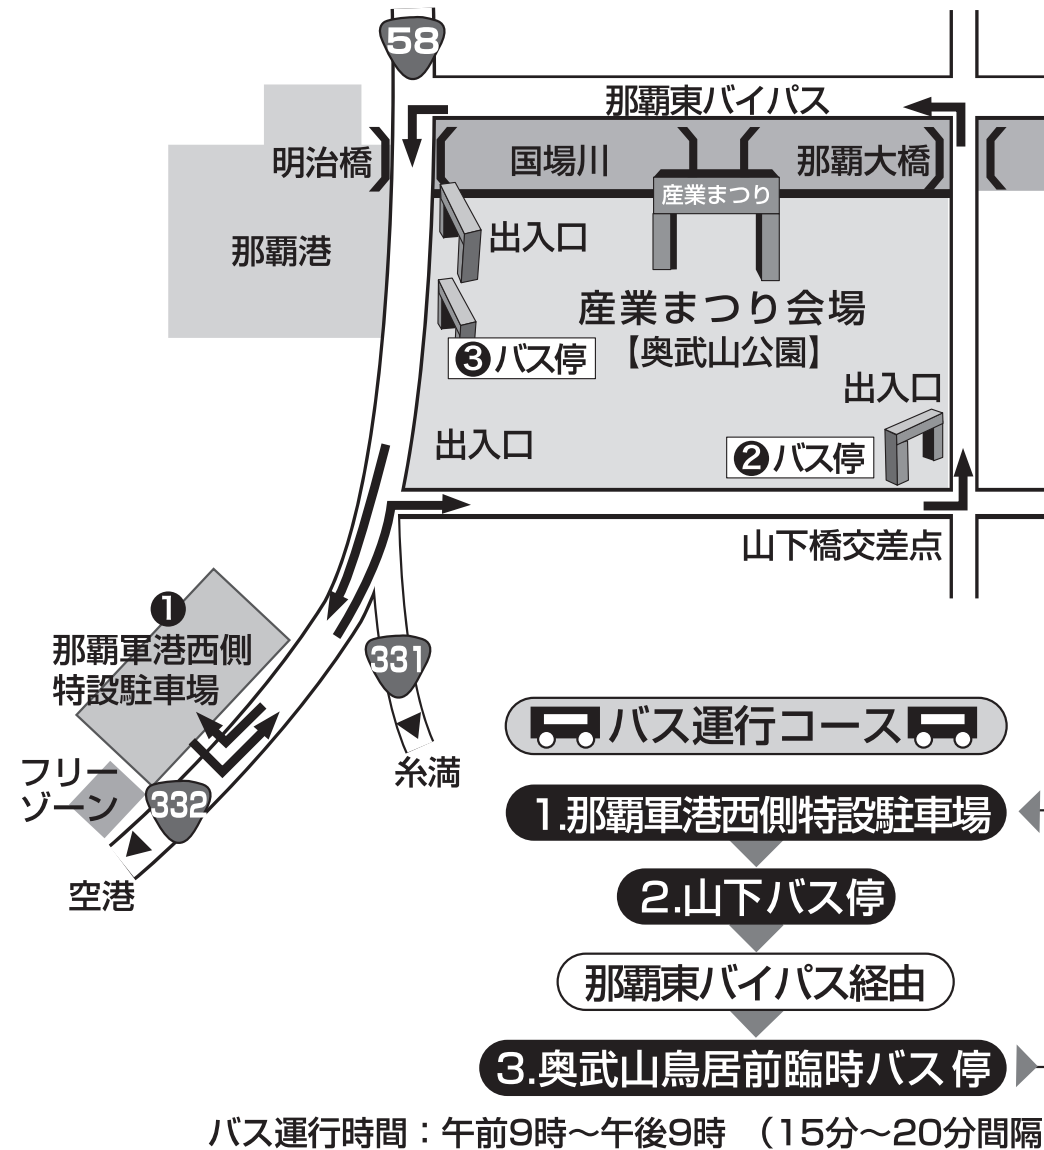 58
那覇東バイパス
明治橋
国場川
那覇大橋
産業まつり
那覇港
出入口
産業まつり会場
【奥武山公園】
❸バス停
出入口
出入口
❷バス停
山下橋交差点
❶
那覇軍港西側
特設駐車場
331
糸満
フリー
ゾーン
332
空港
バス運行コース
1.那覇軍港西側特設駐車場
2.山下バス停
那覇東バイパス経由
3.奥武山鳥居前臨時バス停
バス運行時間：午前9時〜午後9時 （15分〜20分間隔